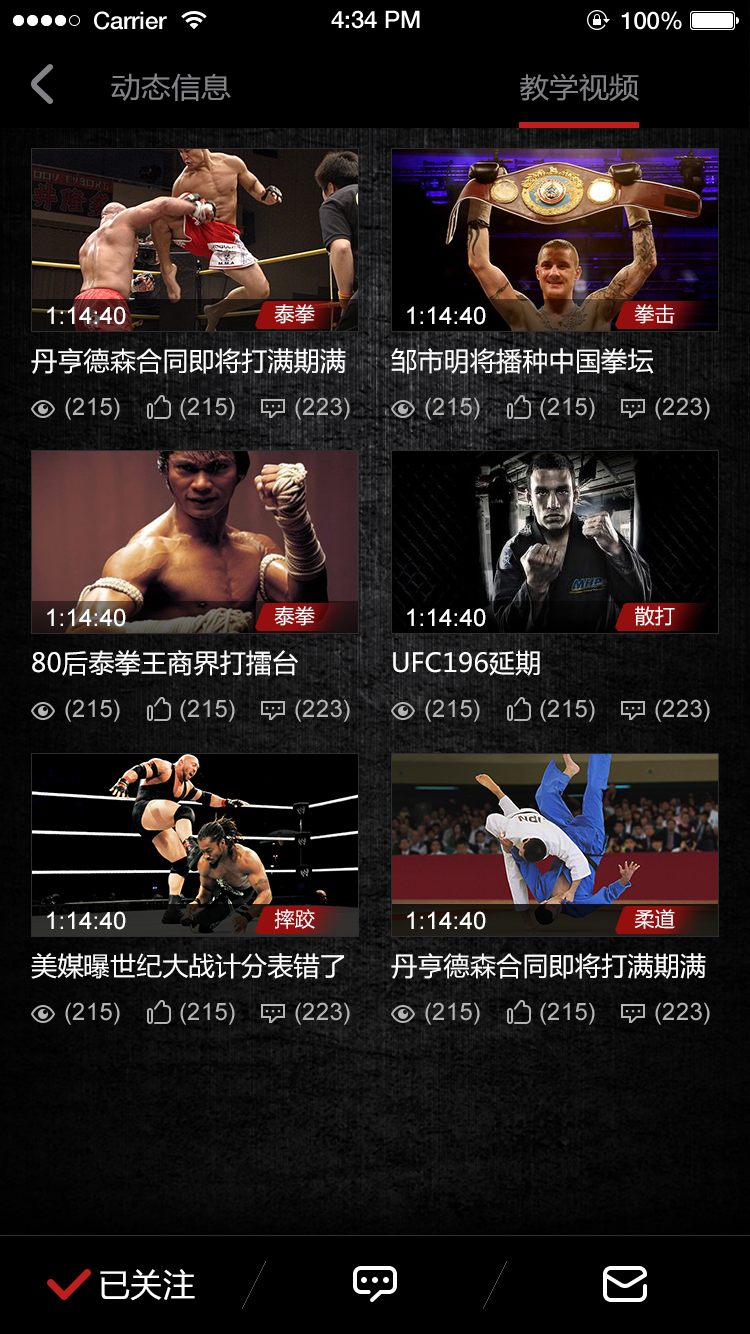 Carrier 4:34 PM 100%
动态信息 教学视频
井隆金
1:14:40 泰拳
1:14:40 拳击
丹亨德森合同即将打满期满
邹市明将播种中国拳坛
(215) (215) (223)
(215) (215) (223)
1:14:40 泰拳
MHP
1:14:40 散打
80后泰拳王商界打擂台
UFC196延期
(215) (215) (223)
(215) (215) (223)
1:14:40 摔跤
JPN
1:14:40 柔道
美媒曝世纪大战计分表错了
丹亨德森合同即将打满期满
(215) (215) (223)
(215) (215) (223)
已关注